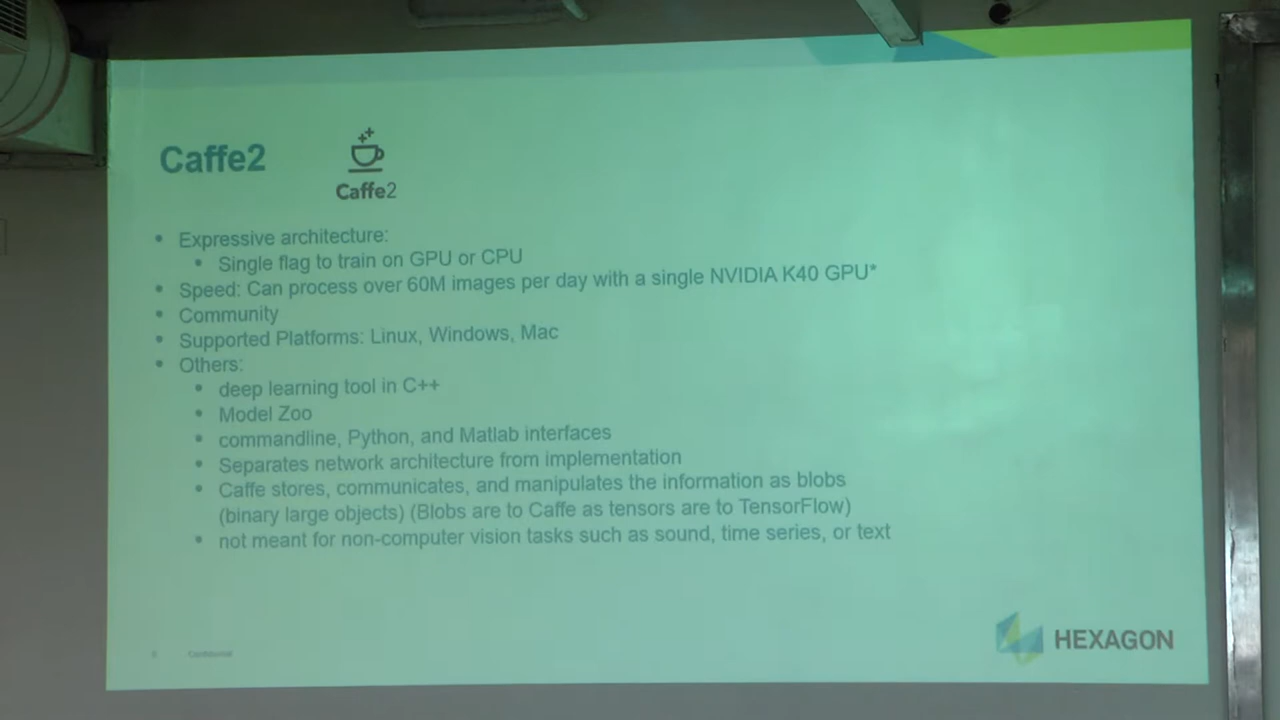 Caffe2
Caffe2
• Expressive architecture:
• Single flag to train on GPU or CPU
• Speed: Can process over 60M images per day with a single NVIDIA K40 GPU*
• Community
• Supported Platforms: Linux, Windows, Mac
• Others:
• deep learning tool in C++
• Model Zoo
• commandline, Python, and Matlab interfaces
• Separates network architecture from implementation
• Caffe stores, communicates, and manipulates the information as blobs
(binary large objects) (Blobs are to Caffe as tensors are to TensorFlow)
• not meant for non-computer vision tasks such as sound, time series, or text
Confidential
HEXAGON